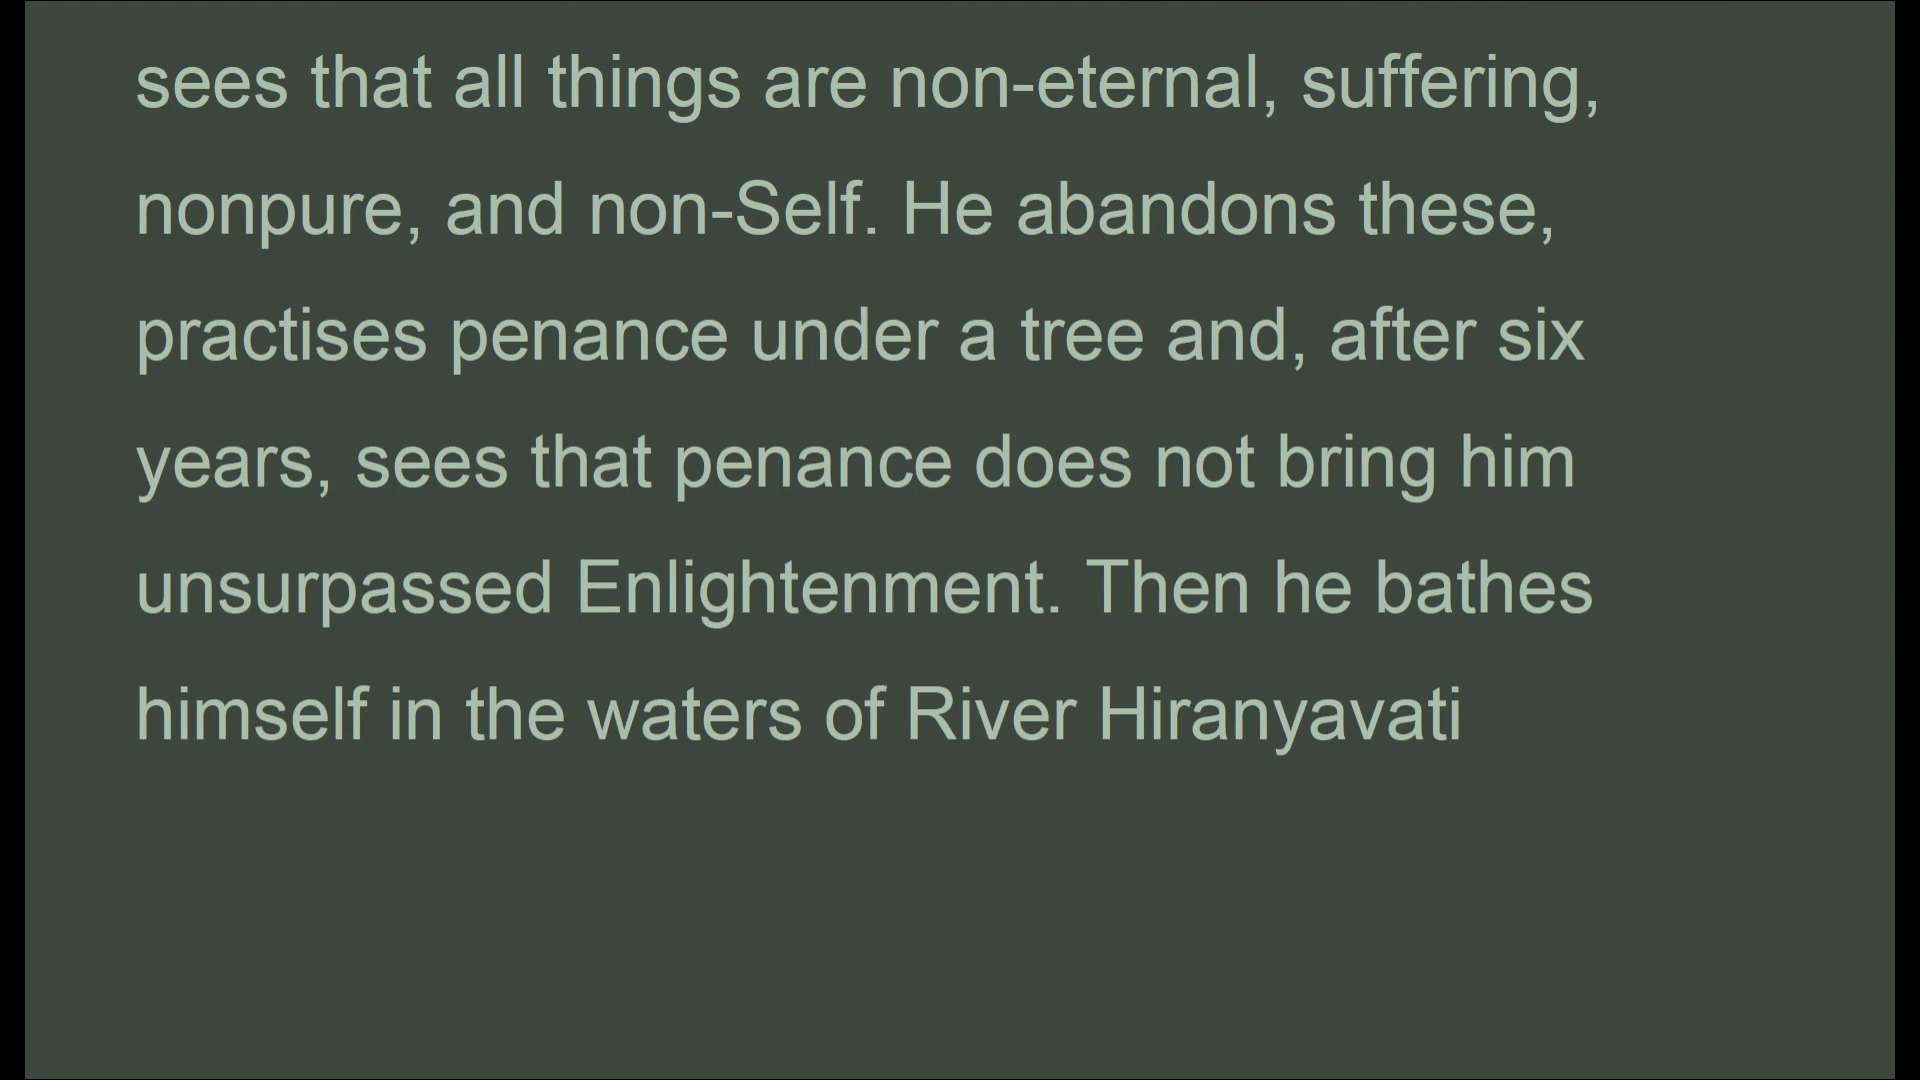 sees that all things are non-eternal, suffering,
nonpure, and non-Self. He abandons these,
practises penance under a tree and, after six
years, sees that penance does not bring him
unsurpassed Enlightenment. Then he bathes
himself in the waters of River Hiranyavati